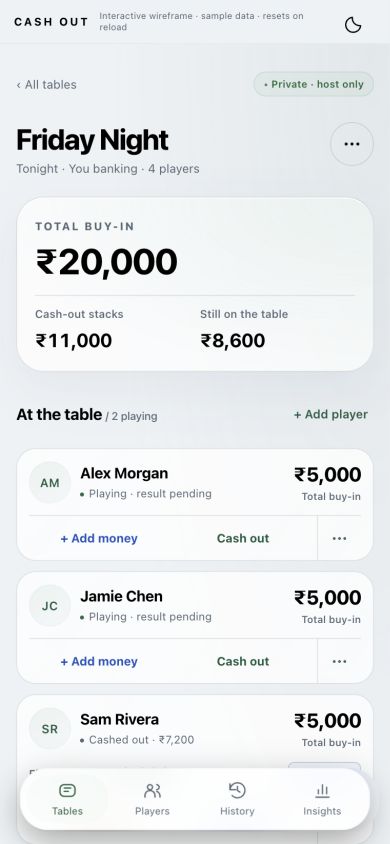 CASH OUT
Interactive wireframe · sample data · resets on
reload
‹ All tables
• Private · host only
Friday Night
Tonight · You banking · 4 players
TOTAL BUY-IN
₹20,000
Cash-out stacks
Still on the table
₹11,000
₹8,600
At the table / 2 playing
+ Add player
AM
Alex Morgan
• Playing · result pending
₹5,000
Total buy-in
+ Add money
Cash out
JC
Jamie Chen
• Playing · result pending
₹5,000
Total buy-in
+ Add money
Cash out
SR
Sam Rivera
• Cashed out · ₹7,200
₹5,000
Total buy-in
Tables
Players
History
Insights